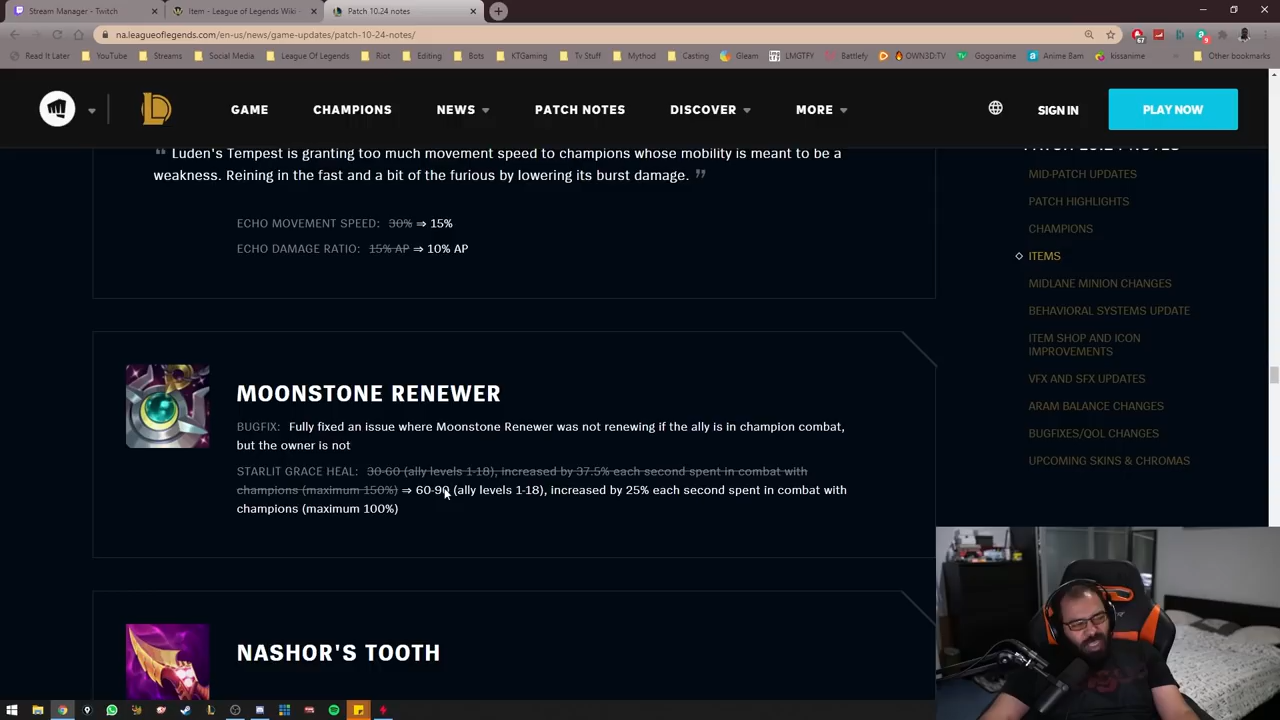 Stream Manager - Twitch
Item - League of Legends Wiki -
Patch 10.24 notes
na.leagueoflegends.com/en-us/news/game-updates/patch-10-24-notes/
Read It Later
YouTube
Streams
Social Media
League Of Legends
Riot
Editing
Bots
KTGaming
Tv Stuff
Mythod
Casting
Gleam
LMGTFY
Battlefy
OWN3D:TV
Gogoanime
Anime Bam
kissanime
»
Other bookmarks
GAME
CHAMPIONS
NEWS
PATCH NOTES
DISCOVER
MORE
SIGN IN
PLAY NOW
Luden's Tempest is granting too much movement speed to champions whose mobility is meant to be a
weakness. Reining in the fast and a bit of the furious by lowering its burst damage.
ECHO MOVEMENT SPEED: 30% ⇒ 15%
ECHO DAMAGE RATIO: 15% AP ⇒ 10% AP
MOONSTONE RENEWER
BUGFIX: Fully fixed an issue where Moonstone Renewer was not renewing if the ally is in champion combat,
but the owner is not
STARLIT GRACE HEAL: 30-60 (ally levels 1-18), increased by 37.5% each second spent in combat with
champions (maximum 150%) ⇒ 60-90 (ally levels 1-18), increased by 25% each second spent in combat with
champions (maximum 100%)
NASHOR'S TOOTH
PATCH 10.24 NOTES
MID-PATCH UPDATES
PATCH HIGHLIGHTS
CHAMPIONS
ITEMS
MIDLANE MINION CHANGES
BEHAVIORAL SYSTEMS UPDATE
ITEM SHOP AND ICON
IMPROVEMENTS
VFX AND SFX UPDATES
ARAM BALANCE CHANGES
BUGFIXES/QOL CHANGES
UPCOMING SKINS & CHROMAS